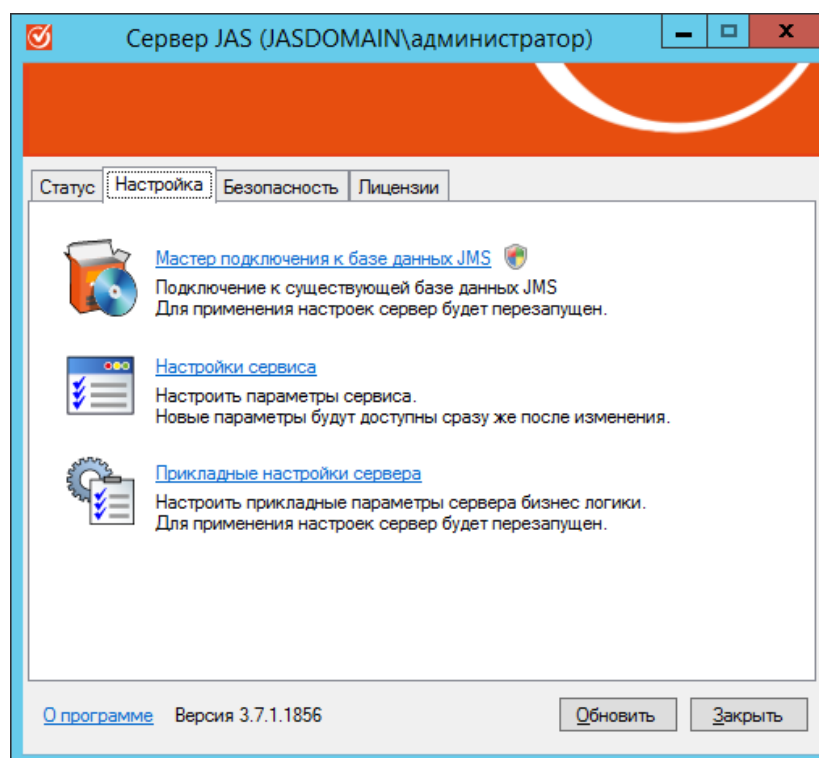 Сервер JAS (JASDOMAIN\администратор)
Статус Настройка Безопасность Лицензии
Мастер подключения к базе данных JMS
Подключение к существующей базе данных JMS
Для применения настроек сервер будет перезапущен.
Настройки сервиса
Настроить параметры сервиса.
Новые параметры будут доступны сразу же после изменения.
Прикладные настройки сервера
Настроить прикладные параметры сервера бизнес логики.
Для применения настроек сервер будет перезапущен.
О программе Версия 3.7.1.1856 Обновить Закрыть